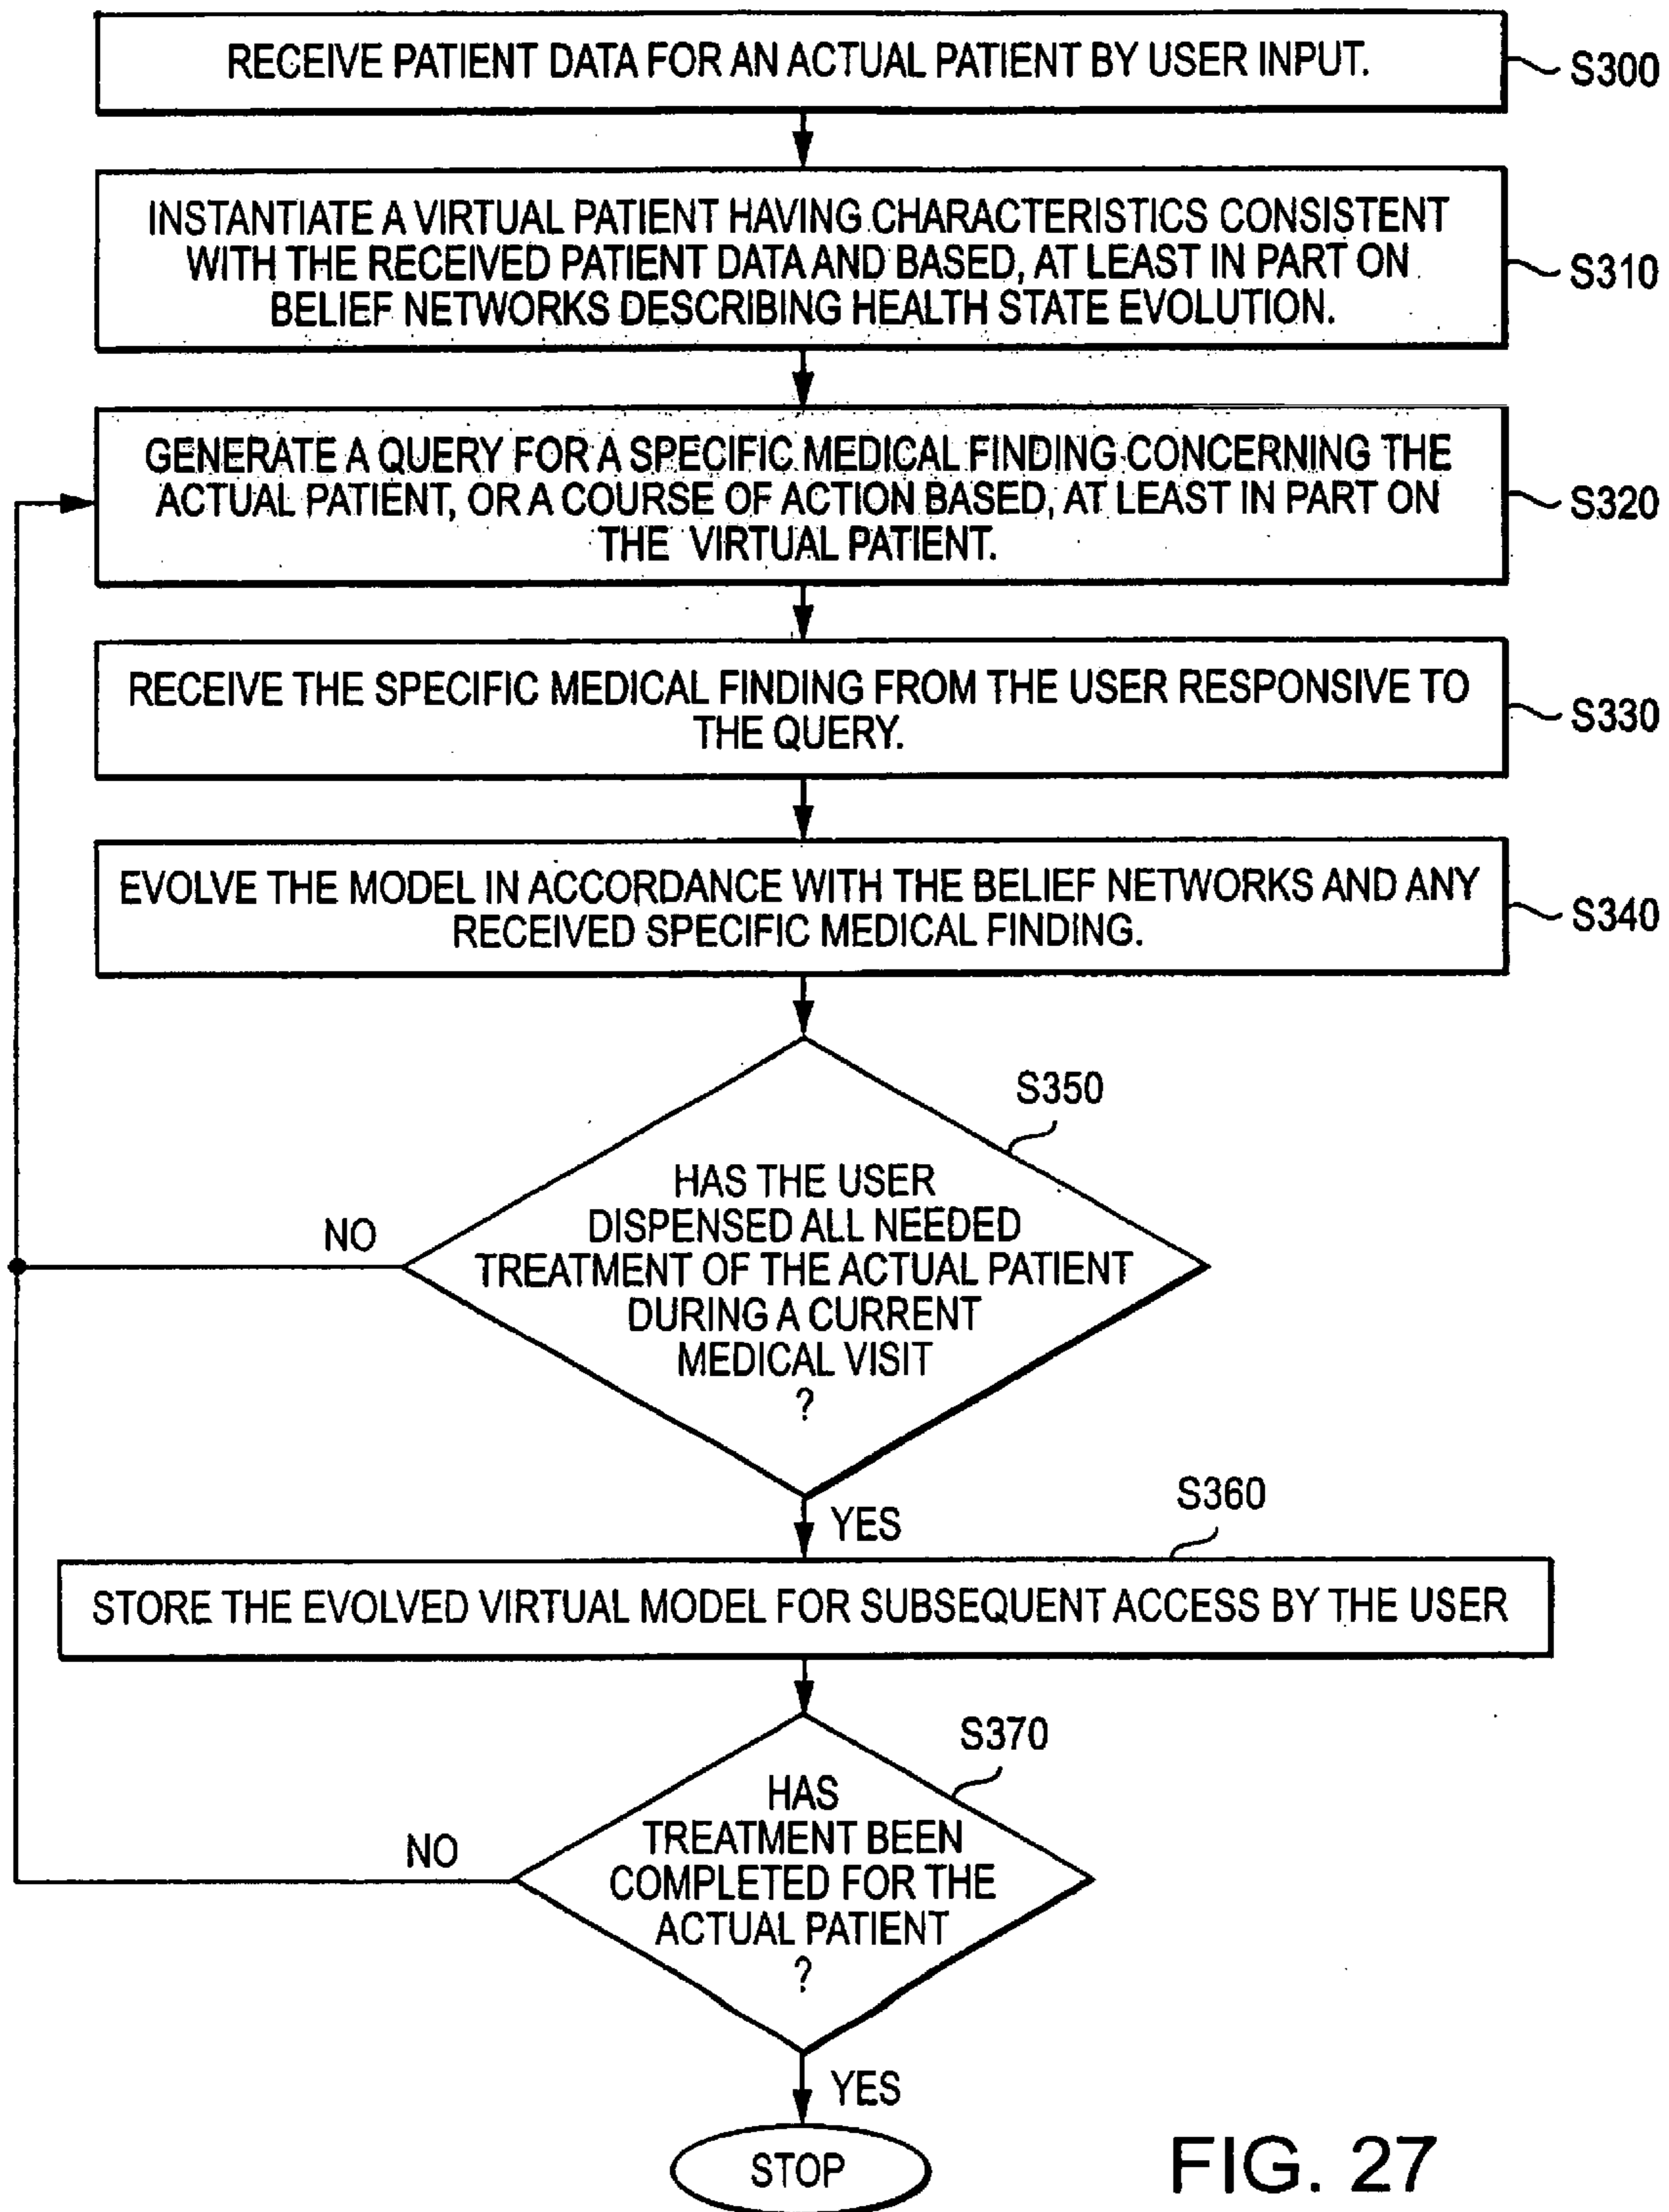 RECEIVE PATIENT DATA FOR AN ACTUAL PATIENT BY USER INPUT.
S300
INSTANTIATE A VIRTUAL PATIENT HAVING CHARACTERISTICS CONSISTENT
WITH THE RECEIVED PATIENT DATA AND BASED, AT LEAST IN PART ON
BELIEF NETWORKS DESCRIBING HEALTH STATE EVOLUTION.
S310
GENERATE A QUERY FOR A SPECIFIC MEDICAL FINDING CONCERNING THE
ACTUAL PATIENT, OR A COURSE OF ACTION BASED, AT LEAST IN PART ON
THE VIRTUAL PATIENT.
S320
RECEIVE THE SPECIFIC MEDICAL FINDING FROM THE USER RESPONSIVE TO
THE QUERY.
S330
EVOLVE THE MODEL IN ACCORDANCE WITH THE BELIEF NETWORKS AND ANY
RECEIVED SPECIFIC MEDICAL FINDING.
S340
S350
HAS THE USER
DISPENSED ALL NEEDED
TREATMENT OF THE ACTUAL PATIENT
DURING A CURRENT
MEDICAL VISIT
?
NO
YES
S360
STORE THE EVOLVED VIRTUAL MODEL FOR SUBSEQUENT ACCESS BY THE USER
S370
HAS
TREATMENT BEEN
COMPLETED FOR THE
ACTUAL PATIENT
?
NO
YES
STOP
FIG. 27